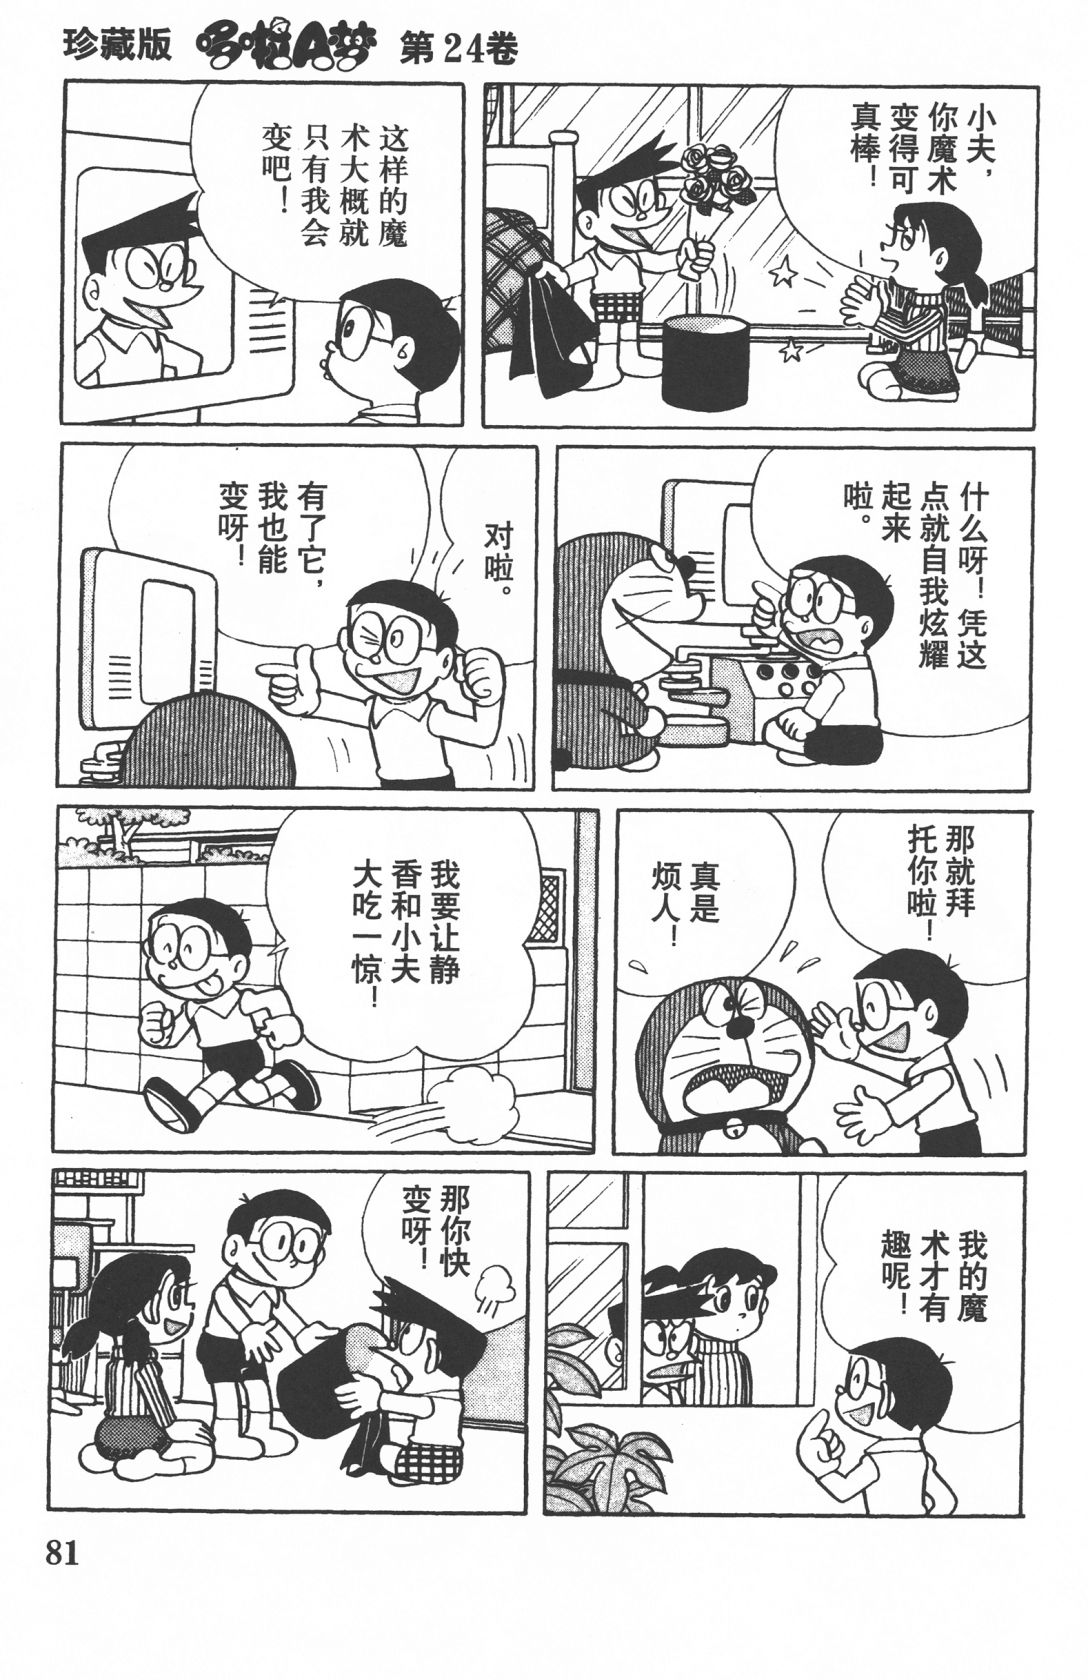 珍藏版 哆啦A梦 第24卷
小夫，
你魔术
变得可
真棒！
这样的魔
术大概就
只有我会
变吧！
什么呀！凭这
点就自我炫耀
起来
啦。
对啦。
有了它，
我也能
变呀！
那就拜
托你啦！
真是
烦人！
我要让静
香和小夫
大吃一惊！
我的魔
术才有
趣呢！
那你快
变呀！
81